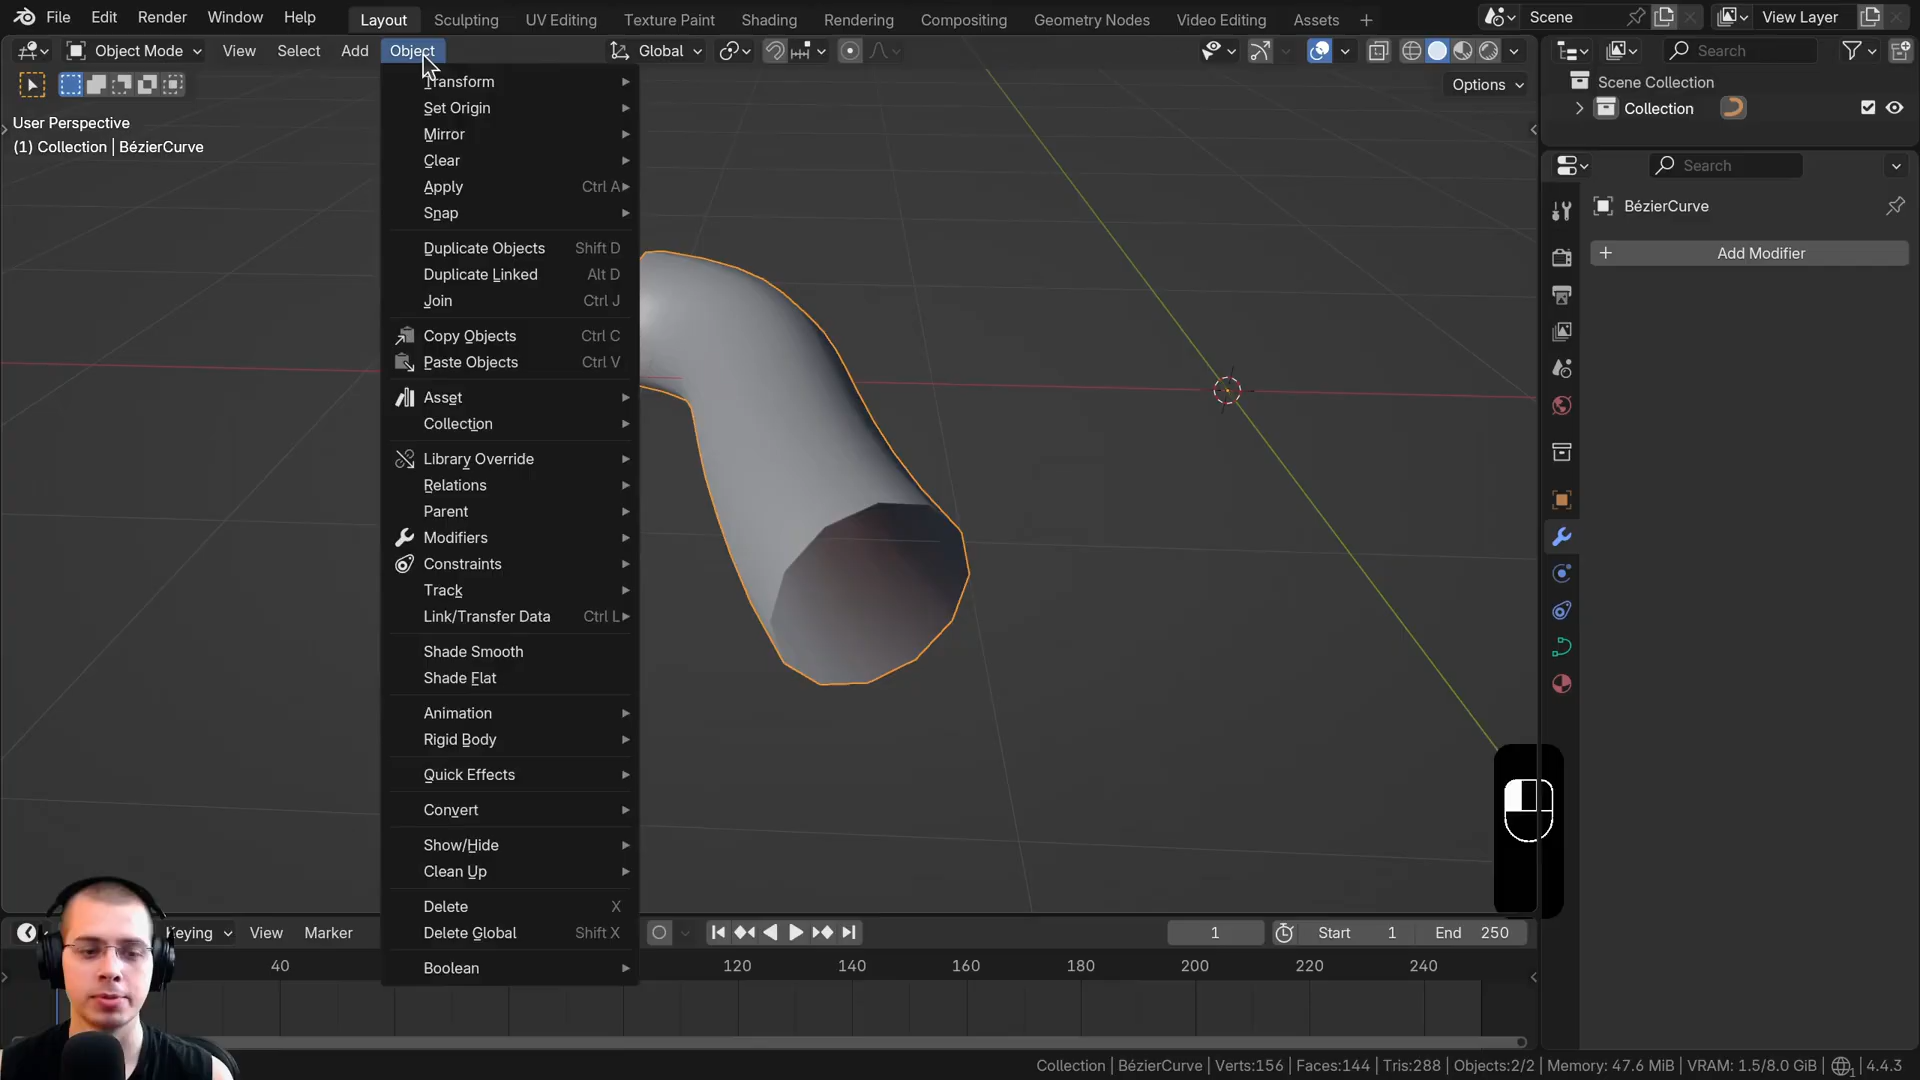 File Edit Render Window Help Layout Sculpting UV Editing Texture Paint Shading Rendering Compositing Geometry Nodes Video Editing Assets + Scene View Layer
Object Mode View Select Add Object Global Search
Options
User Perspective
(1) Collection | BézierCurve
Transform
Set Origin
Mirror
Clear
Apply Ctrl A
Snap
Duplicate Objects Shift D
Duplicate Linked Alt D
Join Ctrl J
Copy Objects Ctrl C
Paste Objects Ctrl V
Asset
Collection
Library Override
Relations
Parent
Modifiers
Constraints
Track
Link/Transfer Data Ctrl L
Shade Smooth
Shade Flat
Animation
Rigid Body
Quick Effects
Convert
Show/Hide
Clean Up
Delete X
Delete Global Shift X
Boolean
Scene Collection
Collection
Search
BézierCurve
+ Add Modifier
Keying View Marker 1 Start 1 End 250
40 120 140 160 180 200 220 240
Collection | BézierCurve | Verts:156 | Faces:144 | Tris:288 | Objects:2/2 | Memory: 47.6 MiB | VRAM: 1.5/8.0 GiB | 4.4.3